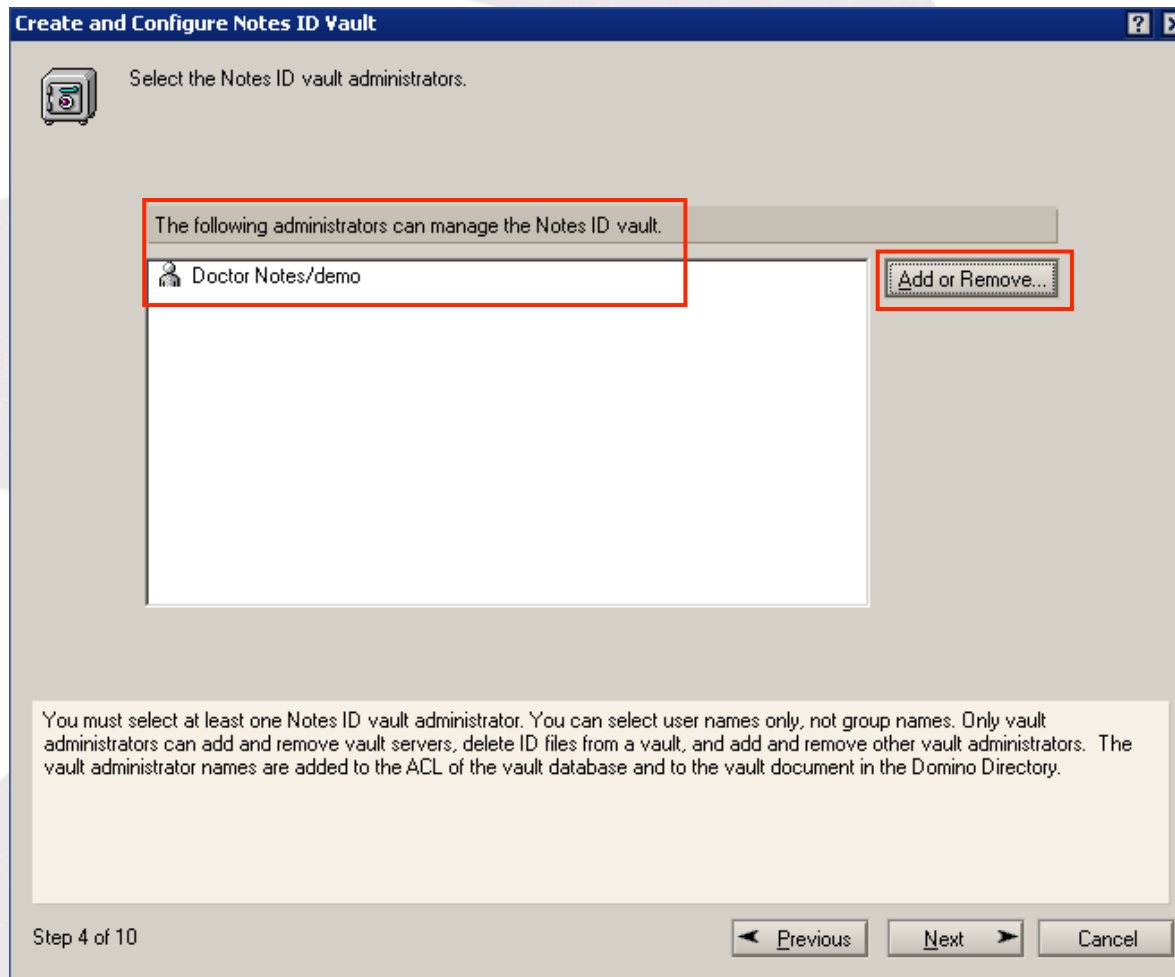 Create and Configure Notes ID Vault
Select the Notes ID vault administrators.
The following administrators can manage the Notes ID vault.
Doctor Notes/demo
Add or Remove...
You must select at least one Notes ID vault administrator. You can select user names only, not group names. Only vault
administrators can add and remove vault servers, delete ID files from a vault, and add and remove other vault administrators. The
vault administrator names are added to the ACL of the vault database and to the vault document in the Domino Directory.
Step 4 of 10
Previous
Next
Cancel